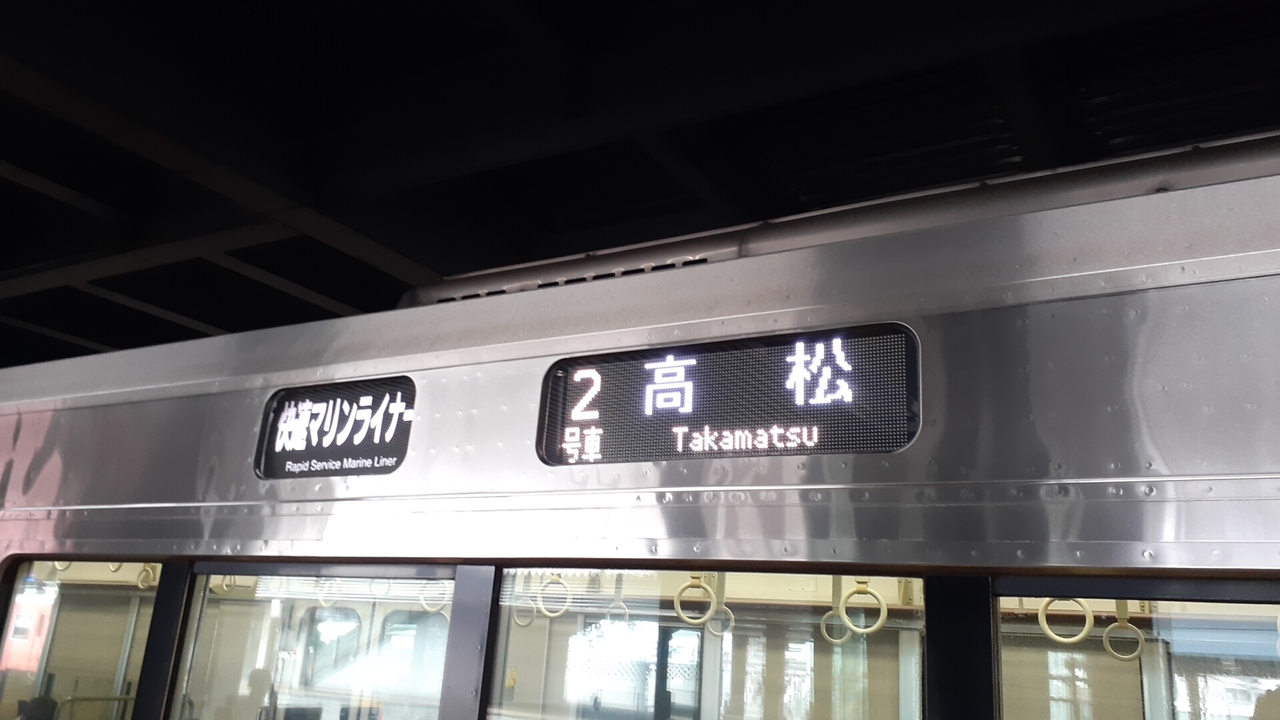 快速マリンライナー
Rapid Service Marine Liner
2 高松
号車 Takamatsu